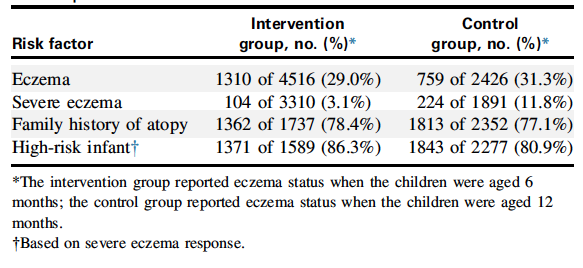 Intervention Control
Risk factor group, no. (%)* group, no. (%)*
Eczema 1310 of 4516 (29.0%) 759 of 2426 (31.3%)
Severe eczema 104 of 3310 (3.1%) 224 of 1891 (11.8%)
Family history of atopy 1362 of 1737 (78.4%) 1813 of 2352 (77.1%)
High-risk infant† 1371 of 1589 (86.3%) 1843 of 2277 (80.9%)
*The intervention group reported eczema status when the children were aged 6
months; the control group reported eczema status when the children were aged 12
months.
†Based on severe eczema response.